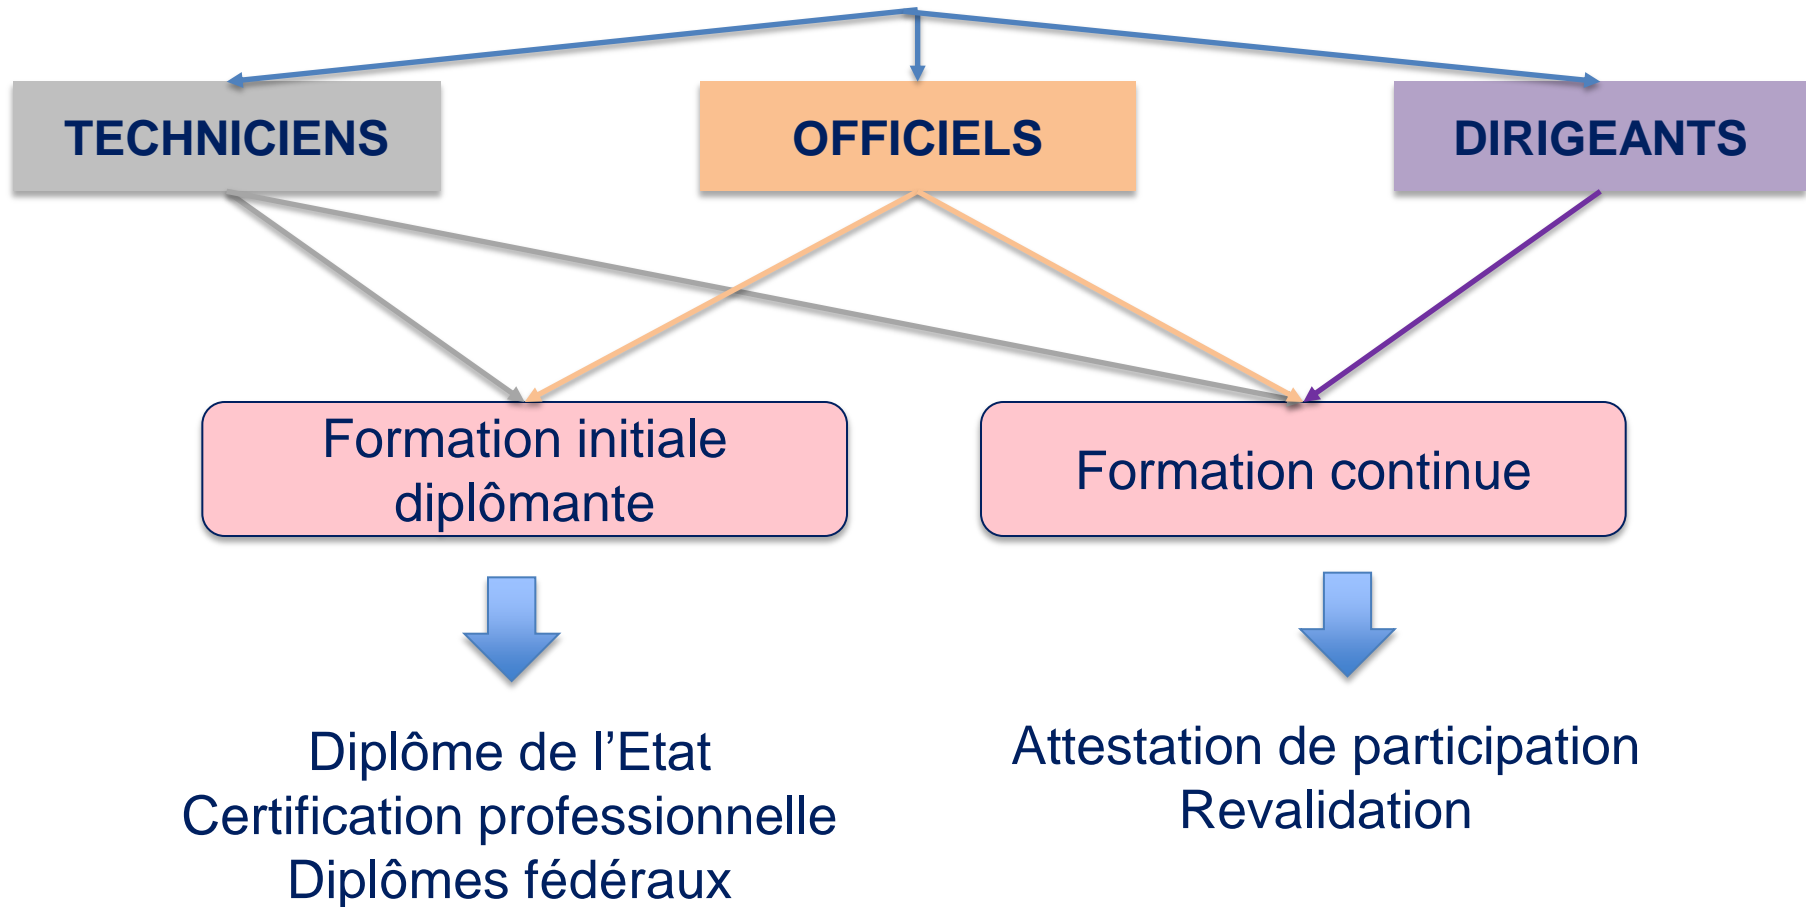 TECHNICIENS
OFFICIELS
DIRIGEANTS
Formation initiale
diplômante
Formation continue
Diplôme de l’Etat
Certification professionnelle
Diplômes fédéraux
Attestation de participation
Revalidation